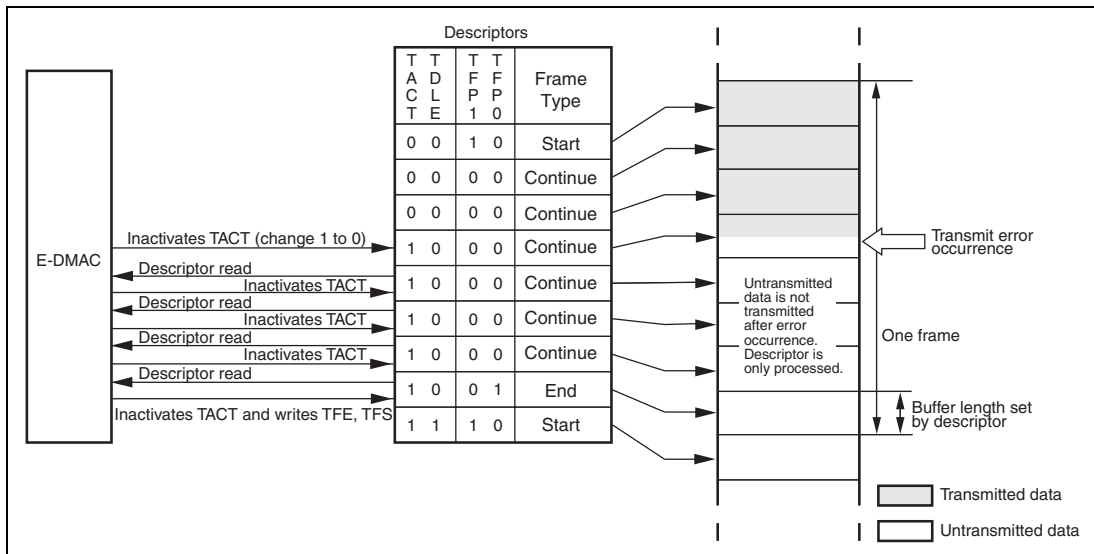 Descriptors
TACT TDLE TFP1 TFP0 Frame Type
0 0 1 0 Start
0 0 0 0 Continue
0 0 0 0 Continue
1 0 0 0 Continue
1 0 0 0 Continue
1 0 0 0 Continue
1 0 0 0 Continue
1 0 0 1 End
1 1 1 0 Start
E-DMAC
Inactivates TACT (change 1 to 0)
Descriptor read
Inactivates TACT
Descriptor read
Inactivates TACT
Descriptor read
Inactivates TACT
Descriptor read
Inactivates TACT and writes TFE, TFS
Untransmitted
data is not
transmitted
after error
occurrence.
Descriptor is
only processed.
Transmit error
occurrence
One frame
Buffer length set
by descriptor
Transmitted data
Untransmitted data